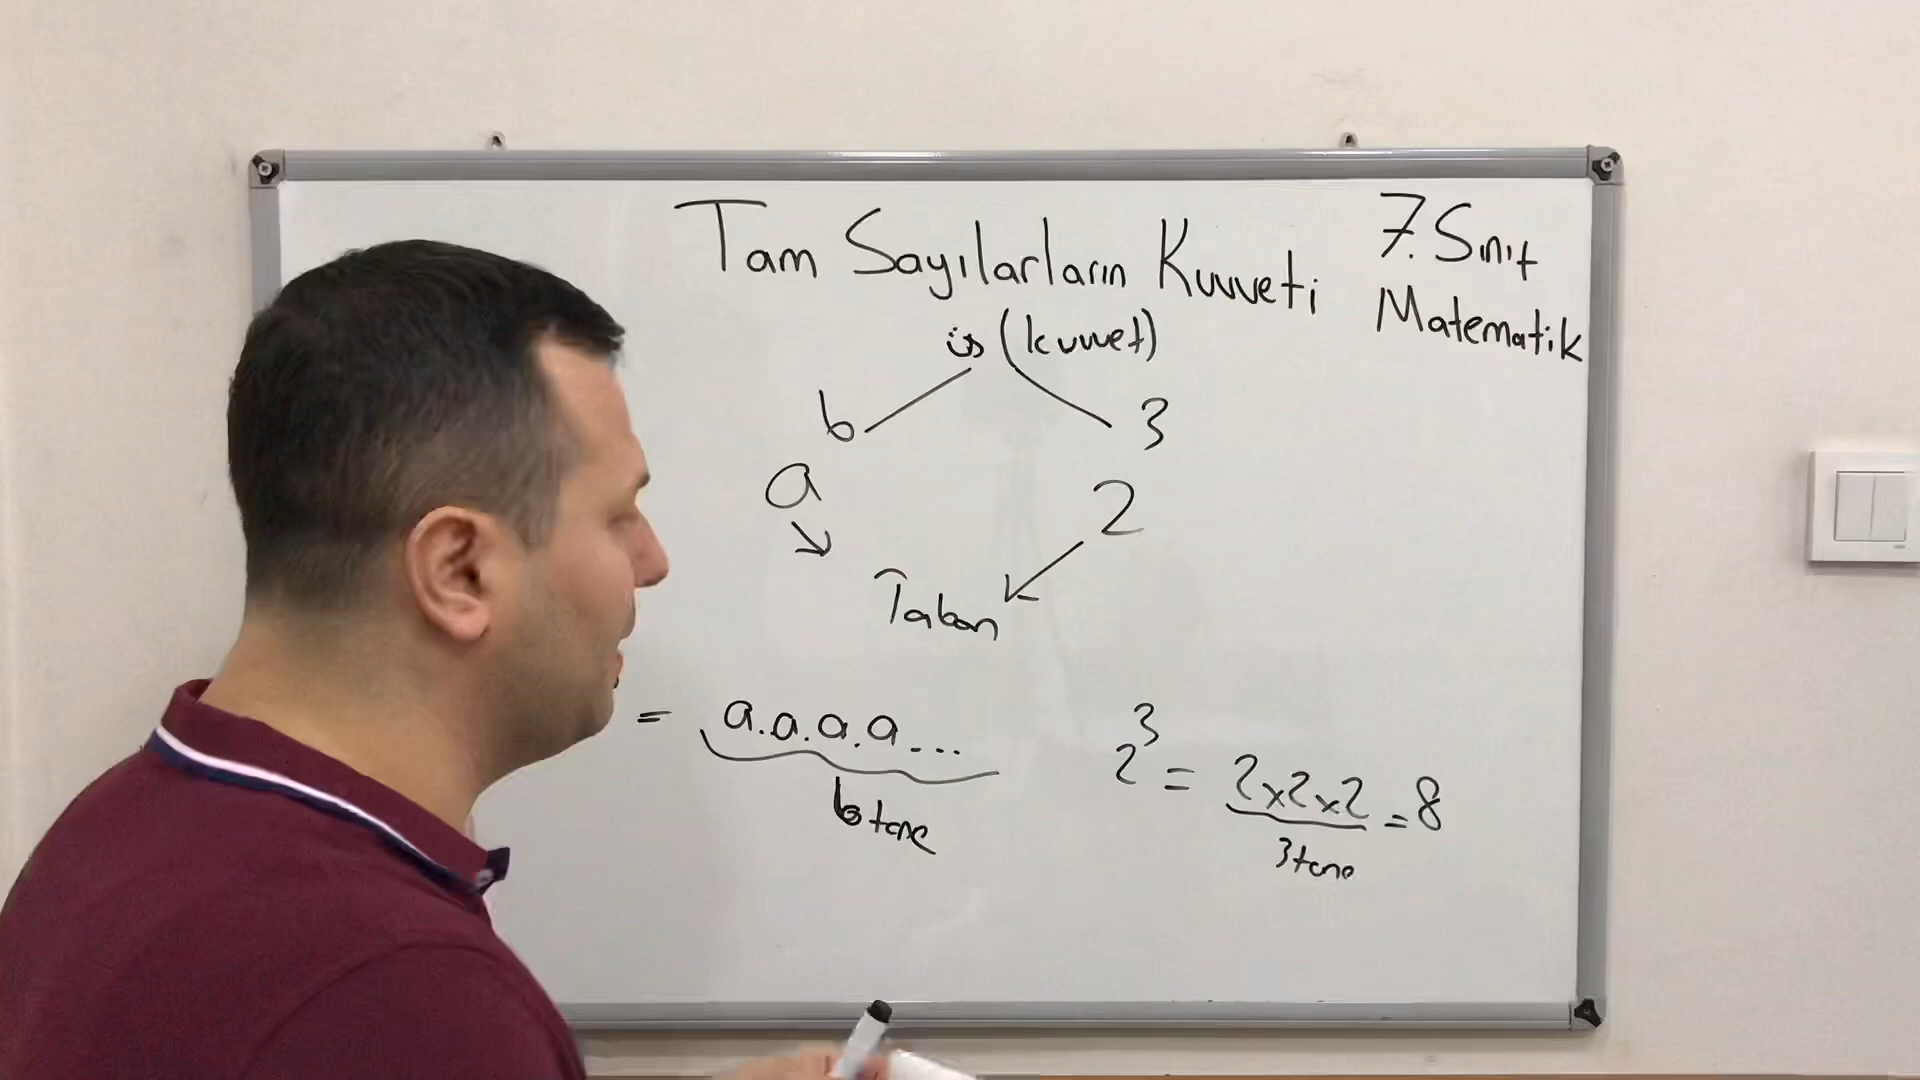 Tam Sayılarların Kuvveti
7. Sınıf
Matematik
üs (kuvvet)
b 3
a 2
Taban
= a.a.a.a...
b tane
2³ = 2x2x2 = 8
3 tane